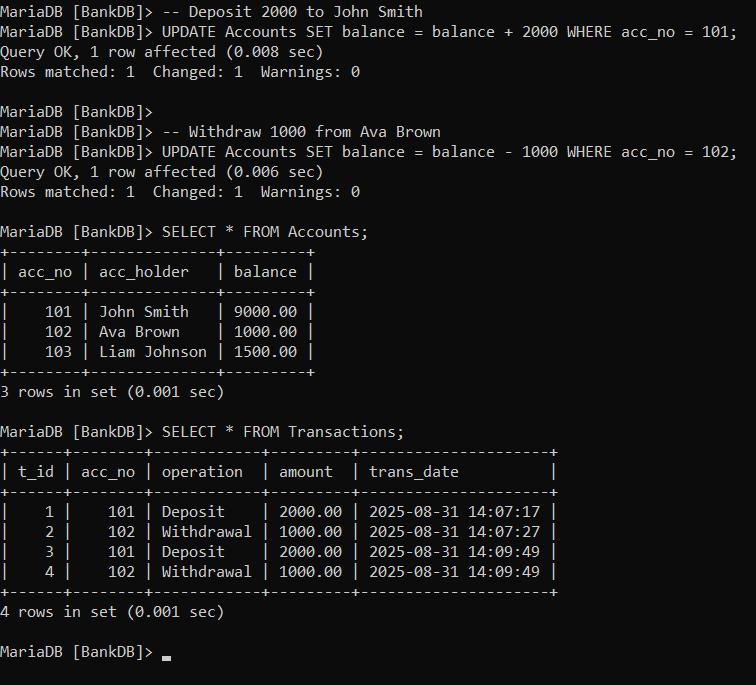 MariaDB [BankDB]> -- Deposit 2000 to John Smith
MariaDB [BankDB]> UPDATE Accounts SET balance = balance + 2000 WHERE acc_no = 101;
Query OK, 1 row affected (0.008 sec)
Rows matched: 1  Changed: 1  Warnings: 0

MariaDB [BankDB]>
MariaDB [BankDB]> -- Withdraw 1000 from Ava Brown
MariaDB [BankDB]> UPDATE Accounts SET balance = balance - 1000 WHERE acc_no = 102;
Query OK, 1 row affected (0.006 sec)
Rows matched: 1  Changed: 1  Warnings: 0

MariaDB [BankDB]> SELECT * FROM Accounts;
+--------+--------------+---------+
| acc_no | acc_holder   | balance |
+--------+--------------+---------+
|    101 | John Smith   | 9000.00 |
|    102 | Ava Brown    | 1000.00 |
|    103 | Liam Johnson | 1500.00 |
+--------+--------------+---------+
3 rows in set (0.001 sec)

MariaDB [BankDB]> SELECT * FROM Transactions;
+------+--------+------------+---------+---------------------+
| t_id | acc_no | operation  | amount  | trans_date          |
+------+--------+------------+---------+---------------------+
|    1 |    101 | Deposit    | 2000.00 | 2025-08-31 14:07:17 |
|    2 |    102 | Withdrawal | 1000.00 | 2025-08-31 14:07:27 |
|    3 |    101 | Deposit    | 2000.00 | 2025-08-31 14:09:49 |
|    4 |    102 | Withdrawal | 1000.00 | 2025-08-31 14:09:49 |
+------+--------+------------+---------+---------------------+
4 rows in set (0.001 sec)

MariaDB [BankDB]>